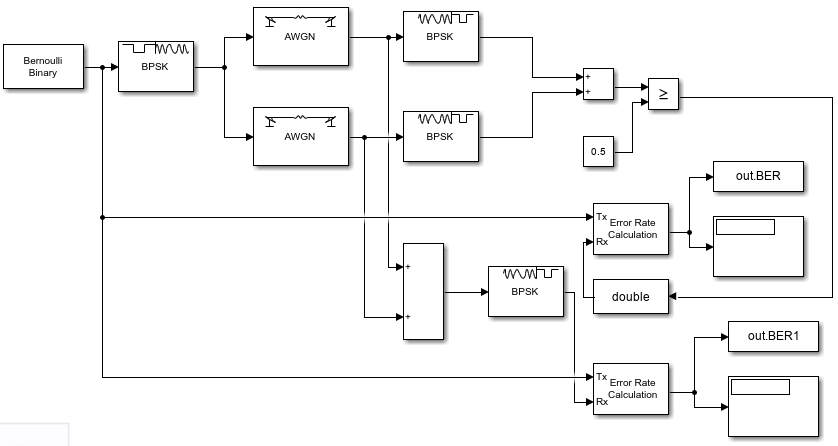 Bernoulli
Binary
BPSK
AWGN
BPSK
AWGN
BPSK
+
+
≥
0.5
out.BER
Tx
Error Rate
Calculation
Rx
+
+
BPSK
double
out.BER1
Tx
Error Rate
Calculation
Rx